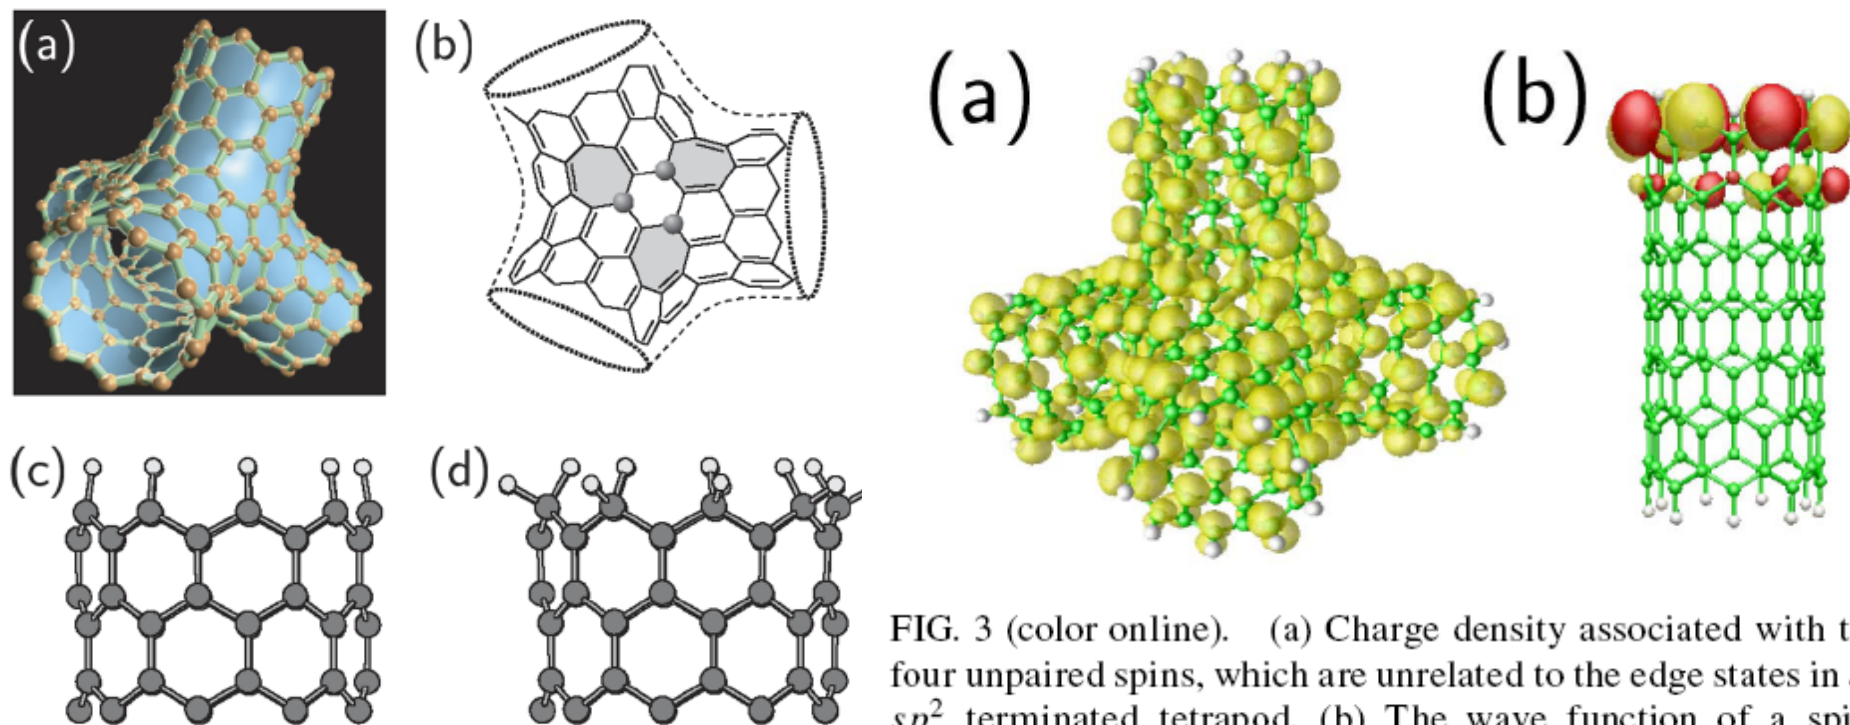 (a)
(b)
(c)
(d)
(a)
(b)
FIG. 3 (color online). (a) Charge density associated with
four unpaired spins, which are unrelated to the edge states in
sp² terminated tetrapod. (b) The wave function of a